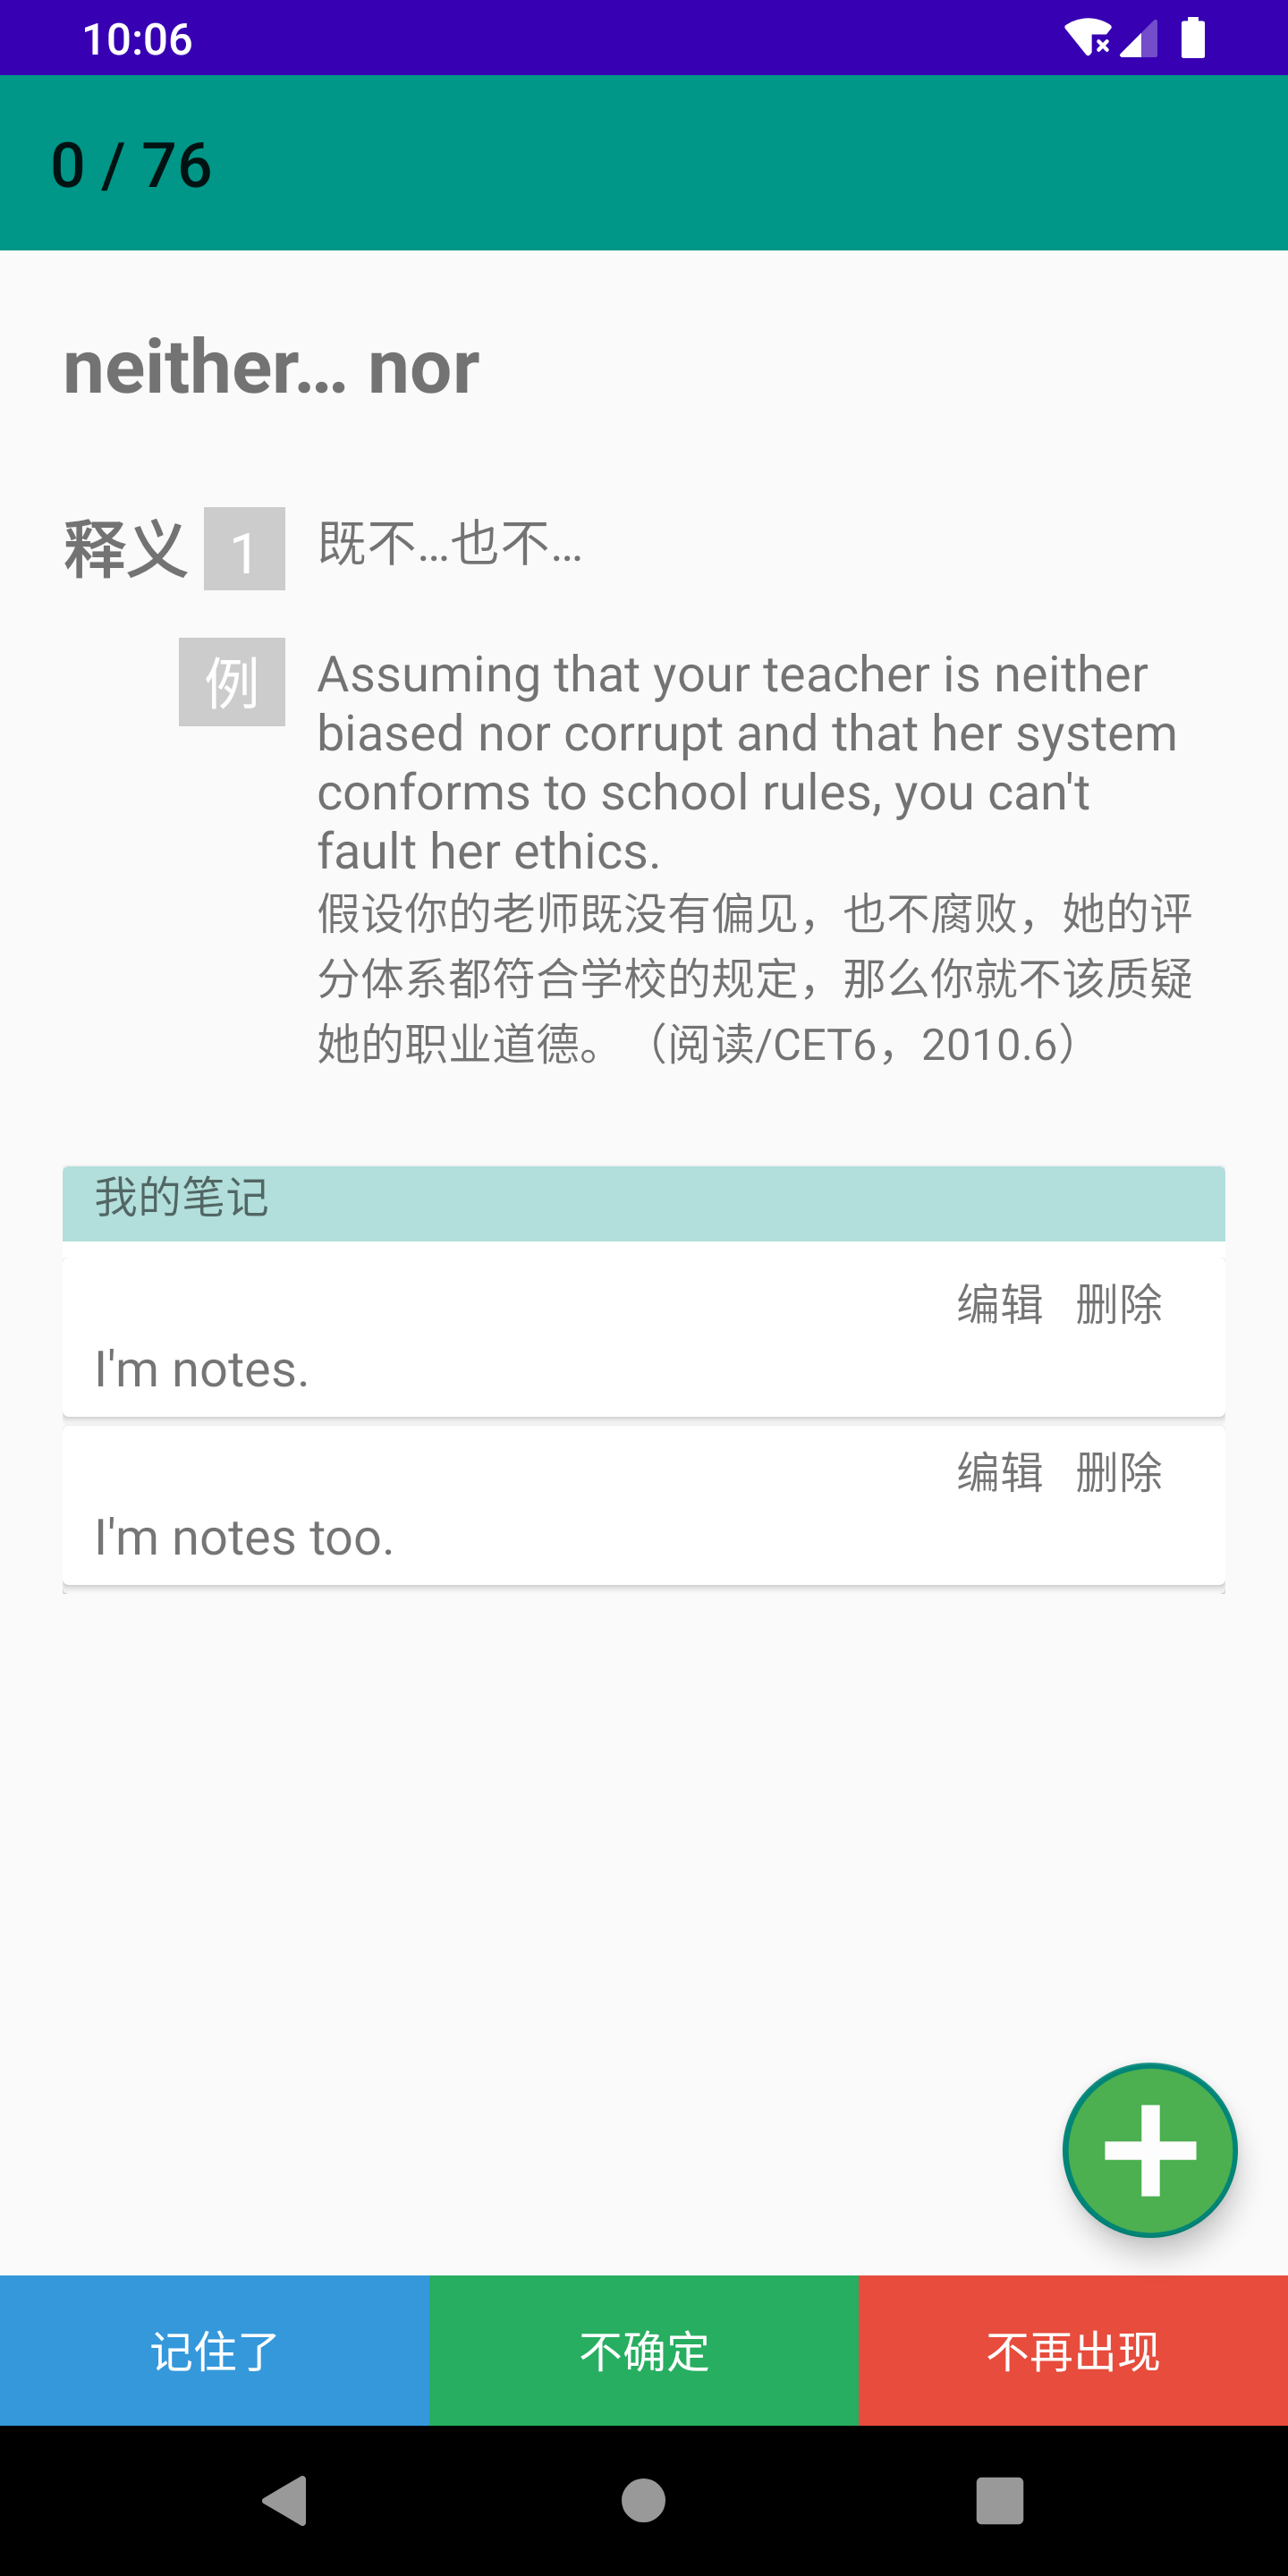 10:06
0 / 76
neither... nor
释义 1 既不...也不...
例 Assuming that your teacher is neither
biased nor corrupt and that her system
conforms to school rules, you can't
fault her ethics.
假设你的老师既没有偏见，也不腐败，她的评
分体系都符合学校的规定，那么你就不该质疑
她的职业道德。（阅读/CET6，2010.6）
我的笔记
编辑 删除
I'm notes.
编辑 删除
I'm notes too.
记住了 不确定 不再出现